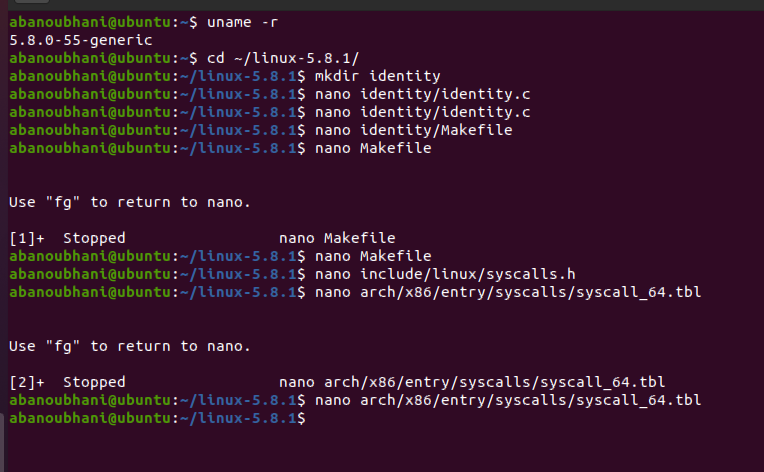 abanoubhani@ubuntu:~$ uname -r
5.8.0-55-generic
abanoubhani@ubuntu:~$ cd ~/linux-5.8.1/
abanoubhani@ubuntu:~/linux-5.8.1$ mkdir identity
abanoubhani@ubuntu:~/linux-5.8.1$ nano identity/identity.c
abanoubhani@ubuntu:~/linux-5.8.1$ nano identity/identity.c
abanoubhani@ubuntu:~/linux-5.8.1$ nano identity/Makefile
abanoubhani@ubuntu:~/linux-5.8.1$ nano Makefile
Use "fg" to return to nano.
[1]+  Stopped                 nano Makefile
abanoubhani@ubuntu:~/linux-5.8.1$ nano Makefile
abanoubhani@ubuntu:~/linux-5.8.1$ nano include/linux/syscalls.h
abanoubhani@ubuntu:~/linux-5.8.1$ nano arch/x86/entry/syscalls/syscall_64.tbl
Use "fg" to return to nano.
[2]+  Stopped                 nano arch/x86/entry/syscalls/syscall_64.tbl
abanoubhani@ubuntu:~/linux-5.8.1$ nano arch/x86/entry/syscalls/syscall_64.tbl
abanoubhani@ubuntu:~/linux-5.8.1$